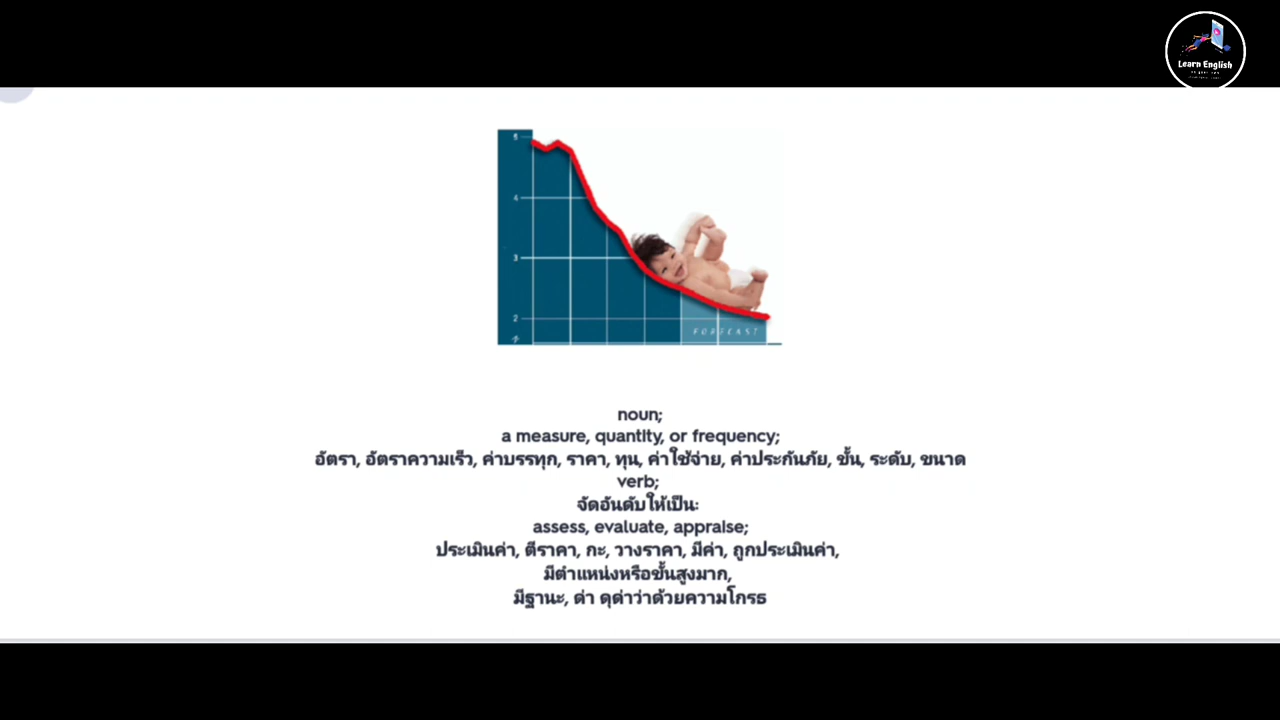 Learn English
5
4
3
2
FORECAST
noun;
a measure, quantity, or frequency;
อัตรา, อัตราความเร็ว, ค่าบรรทุก, ราคา, ทุน, ค่าใช้จ่าย, ค่าประกันภัย, ขั้น, ระดับ, ขนาด
verb;
จัดอันดับให้เป็น:
assess, evaluate, appraise;
ประเมินค่า, ตีราคา, กะ, วางราคา, มีค่า, ถูกประเมินค่า,
มีตำแหน่งหรือขั้นสูงมาก,
มีฐานะ, ด่า ดุด่าว่าด้วยความโกรธ